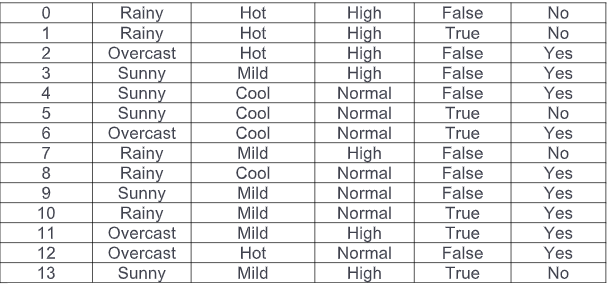 0 Rainy Hot High False No
1 Rainy Hot High True No
2 Overcast Hot High False Yes
3 Sunny Mild High False Yes
4 Sunny Cool Normal False Yes
5 Sunny Cool Normal True No
6 Overcast Cool Normal True Yes
7 Rainy Mild High False No
8 Rainy Cool Normal False Yes
9 Sunny Mild Normal False Yes
10 Rainy Mild Normal True Yes
11 Overcast Mild High True Yes
12 Overcast Hot Normal False Yes
13 Sunny Mild High True No